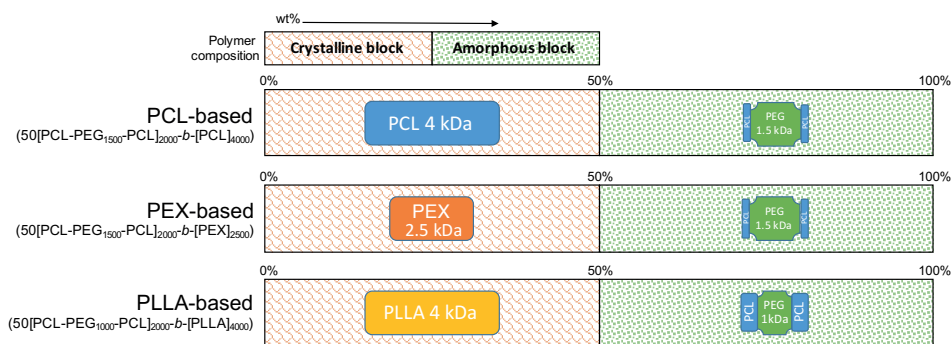 wt%
Polymer
composition
Crystalline block
Amorphous block
0%
50%
100%
PCL-based
(50[PCL-PEG1500-PCL]2000-b-[PCL]4000)
PCL 4 kDa
PCL
PEG
1.5 kDa
PCL
0%
50%
100%
PEX-based
(50[PCL-PEG1500-PCL]2000-b-[PEX]2500)
PEX
2.5 kDa
PCL
PEG
1.5 kDa
PCL
0%
50%
100%
PLLA-based
(50[PCL-PEG1000-PCL]2000-b-[PLLA]4000)
PLLA 4 kDa
PCL
PEG
1kDa
PCL